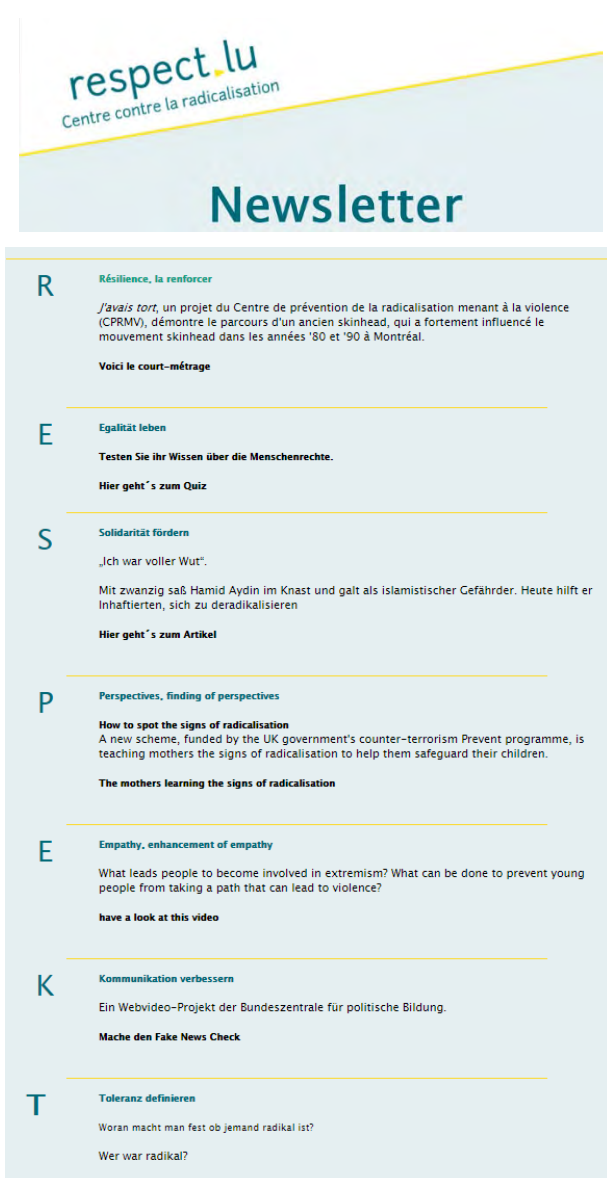 respect.lu
Centre contre la radicalisation
Newsletter
R
Résilience, la renforcer
J'avais tort, un projet du Centre de prévention de la radicalisation menant à la violence
(CPRMV), démontre le parcours d'un ancien skinhead, qui a fortement influencé le
mouvement skinhead dans les années '80 et '90 à Montréal.
Voici le court-métrage
E
Egalität leben
Testen Sie ihr Wissen über die Menschenrechte.
Hier geht´s zum Quiz
S
Solidarität fördern
„Ich war voller Wut“.
Mit zwanzig saß Hamid Aydin im Knast und galt als islamistischer Gefährder. Heute hilft er
Inhaftierten, sich zu deradikalisieren
Hier geht´s zum Artikel
P
Perspectives, finding of perspectives
How to spot the signs of radicalisation
A new scheme, funded by the UK government's counter-terrorism Prevent programme, is
teaching mothers the signs of radicalisation to help them safeguard their children.
The mothers learning the signs of radicalisation
E
Empathy, enhancement of empathy
What leads people to become involved in extremism? What can be done to prevent young
people from taking a path that can lead to violence?
have a look at this video
K
Kommunikation verbessern
Ein Webvideo-Projekt der Bundeszentrale für politische Bildung.
Mache den Fake News Check
T
Toleranz definieren
Woran macht man fest ob jemand radikal ist?
Wer war radikal?